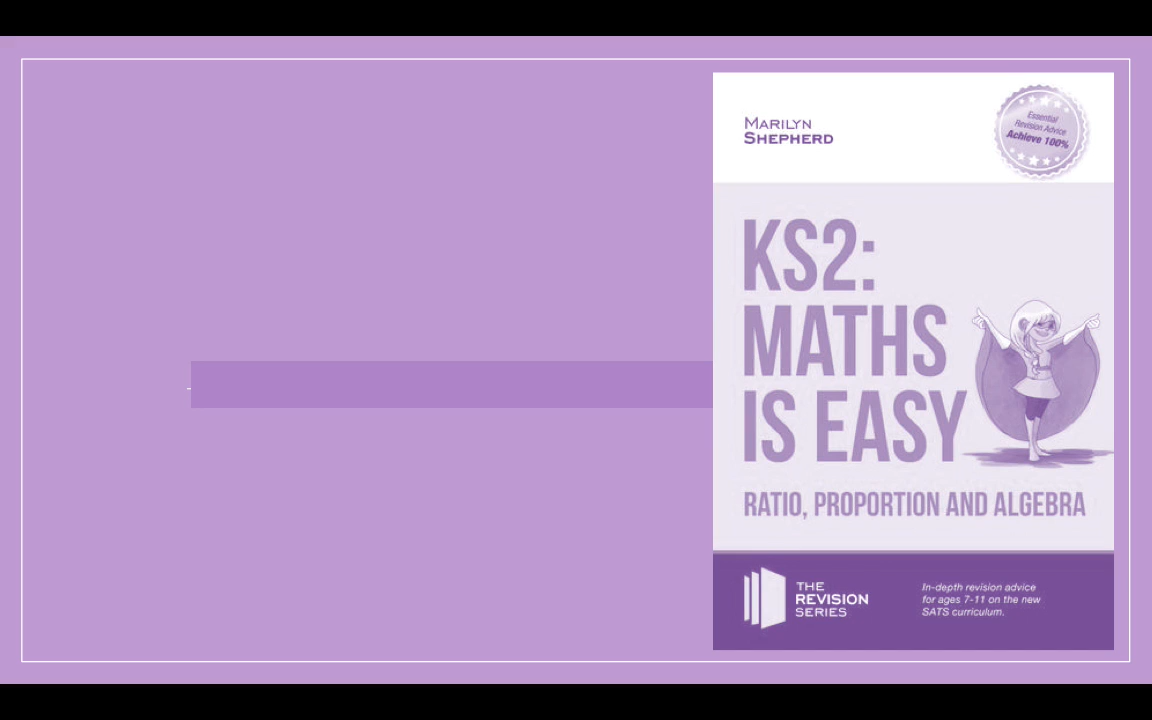 MARILYN
SHEPHERD
Essential
Revision Advice
Achieve 100%
KS2:
MATHS
IS EASY
RATIO, PROPORTION AND ALGEBRA
THE
REVISION
SERIES
In-depth revision advice
for ages 7-11 on the new
SATS curriculum.